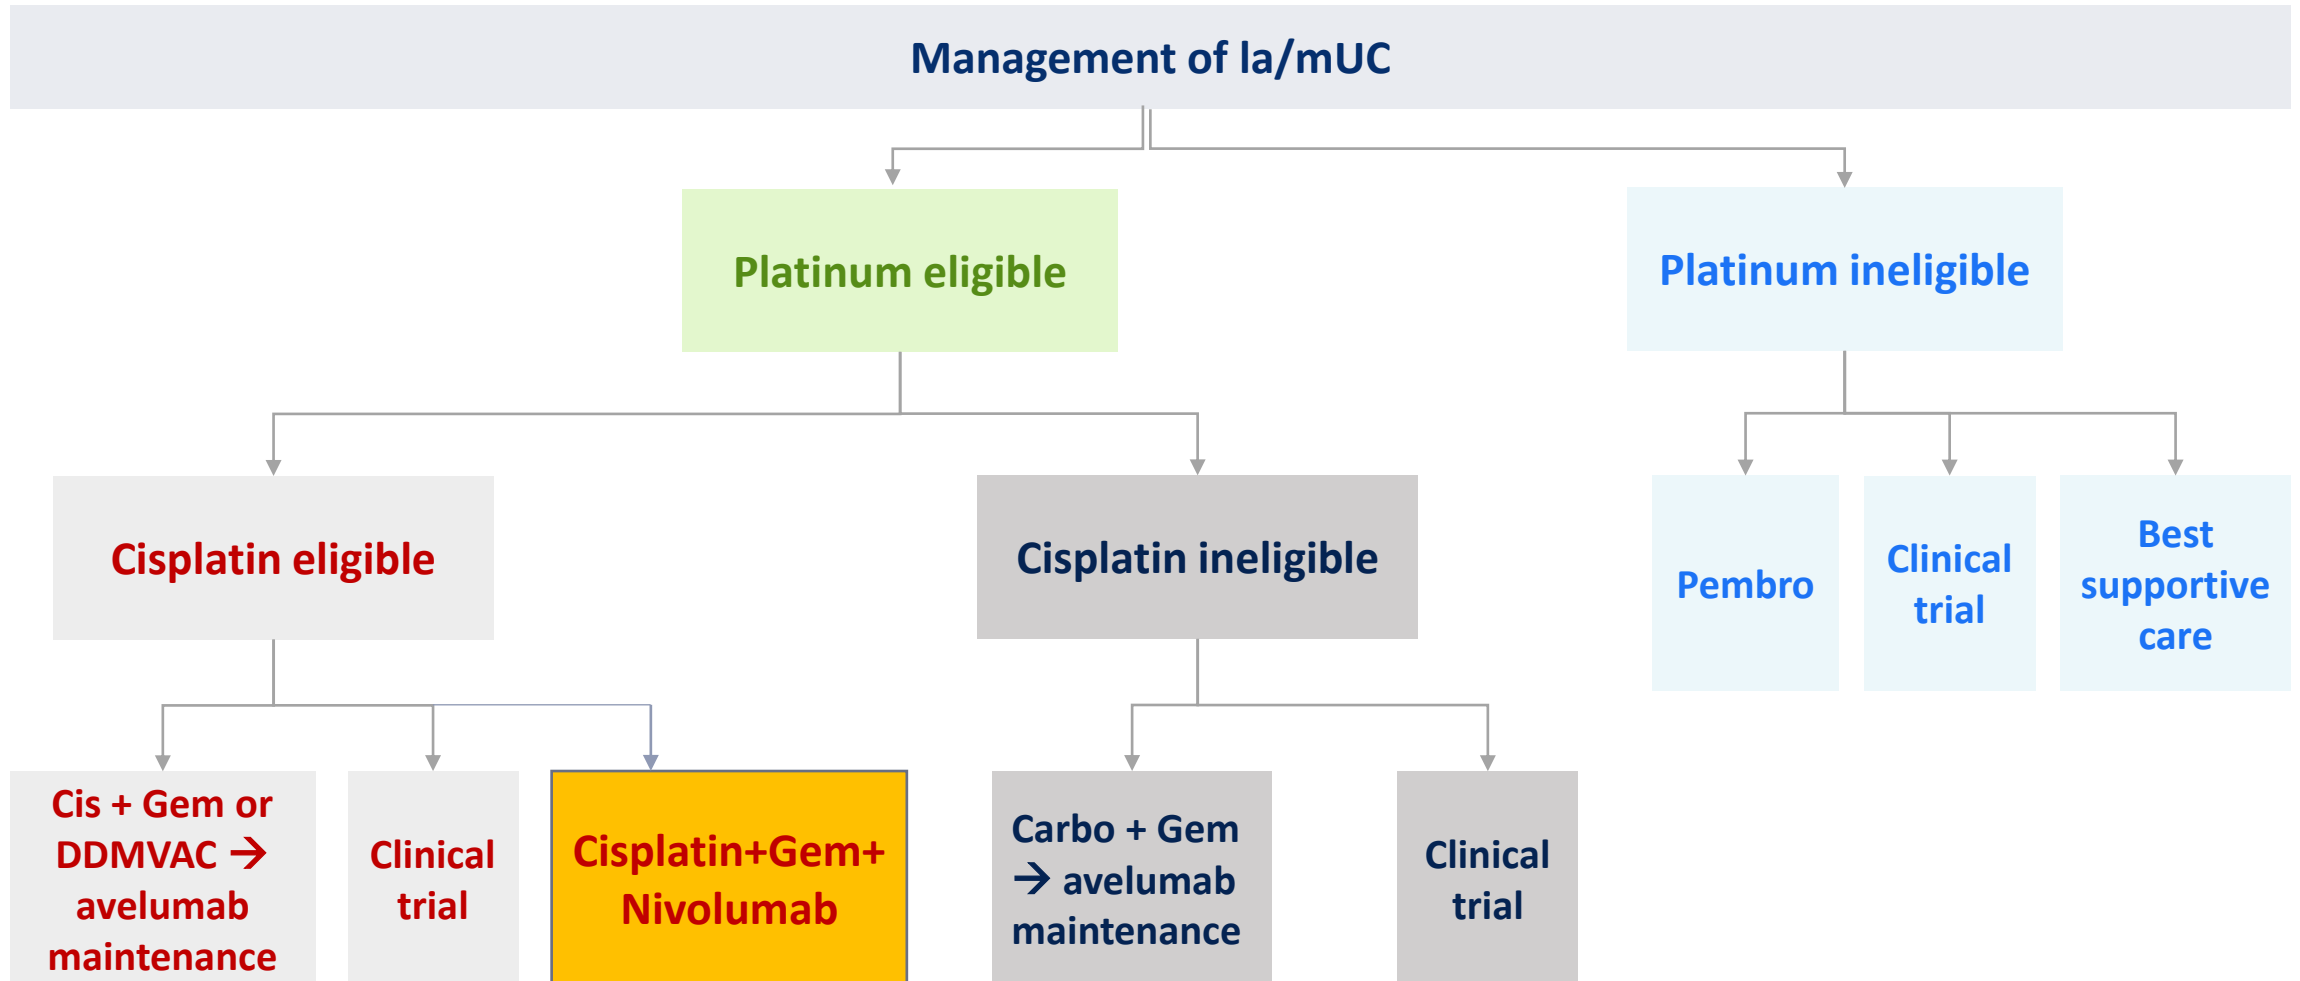 Management of la/mUC
Platinum eligible
Platinum ineligible
Cisplatin eligible
Cisplatin ineligible
Pembro
Clinical
trial
Best
supportive
care
Cis + Gem or
DDMVAC →
avelumab
maintenance
Clinical
trial
Cisplatin+Gem+
Nivolumab
Carbo + Gem
→ avelumab
maintenance
Clinical
trial